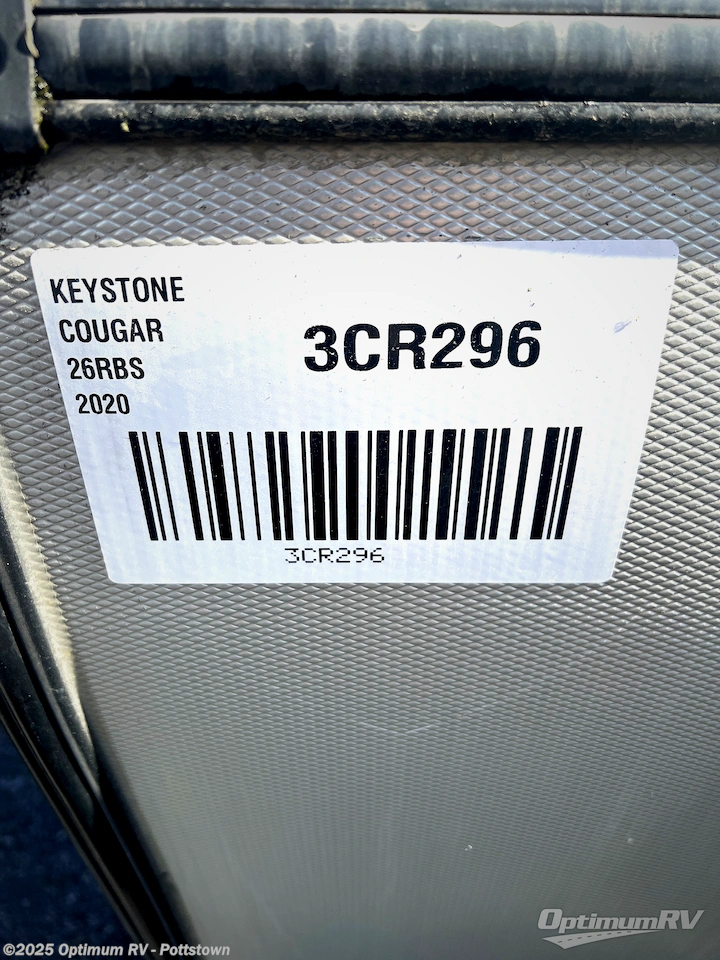 KEYSTONE
COUGAR
26RBS
2020
3CR296
3CR296
©2025 Optimum RV - Pottstown
OptimumRV